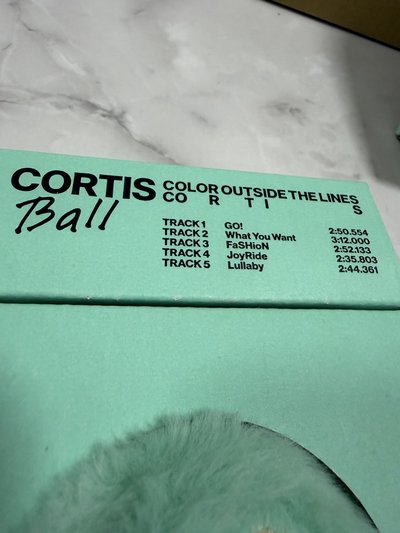 CORTIS
Ball
COLOR OUTSIDE THE LINES
CO R T I S
TRACK 1 GO! 2:50.554
TRACK 2 What You Want 3:12.000
TRACK 3 FaSHioN 2:52.133
TRACK 4 JoyRide 2:35.803
TRACK 5 Lullaby 2:44.361